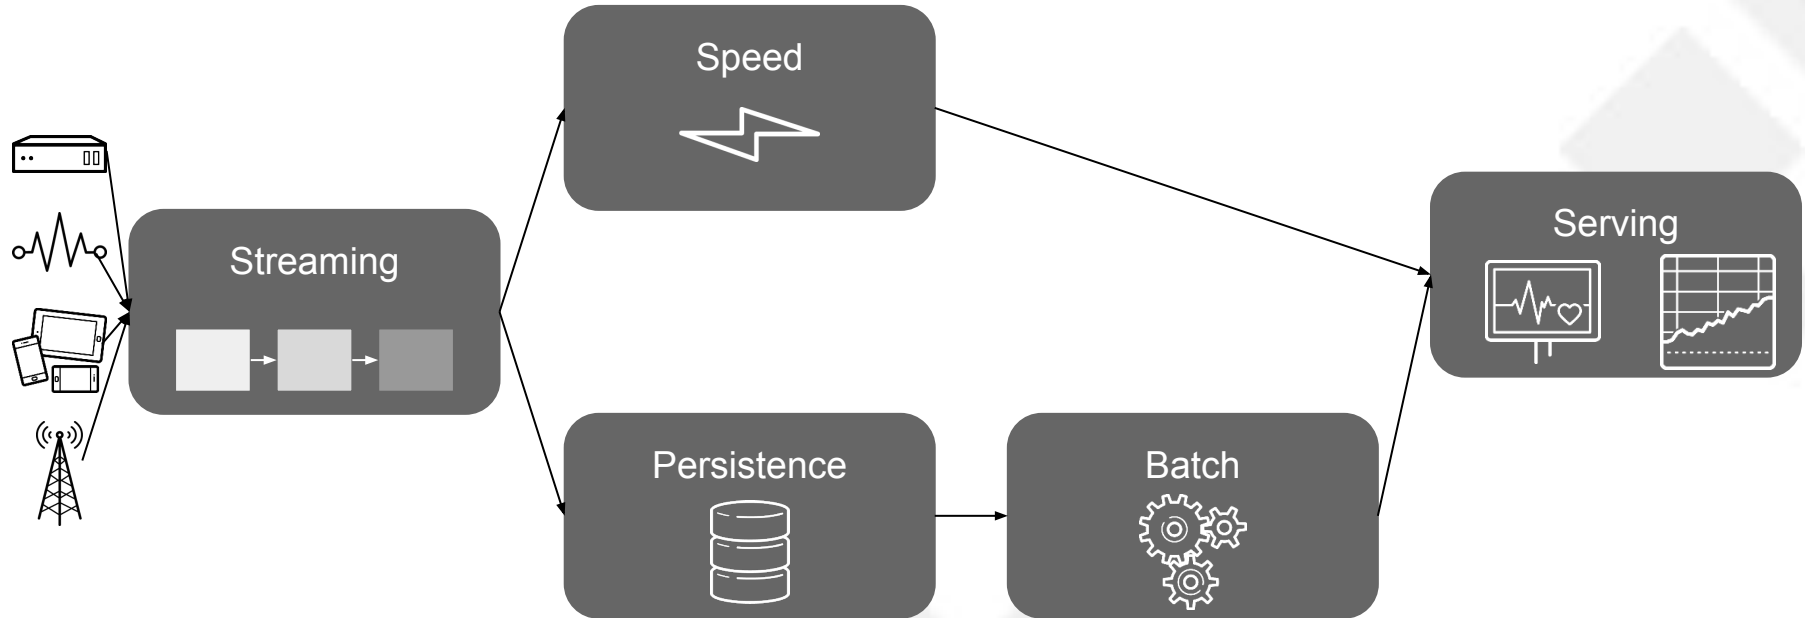 Speed
Streaming
Serving
Persistence
Batch